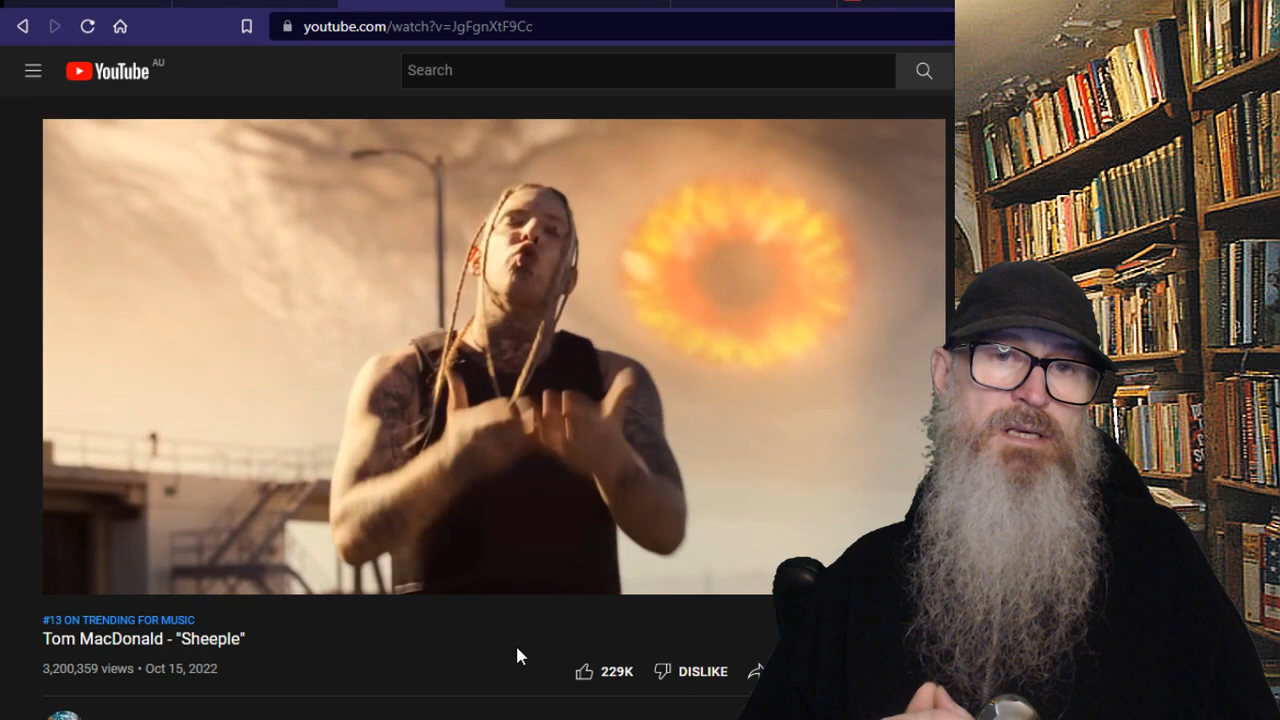 youtube.com/watch?v=JgFgnXtF9Cc
YouTube AU
Search
#13 ON TRENDING FOR MUSIC
Tom MacDonald - "Sheeple"
3,200,359 views • Oct 15, 2022
229K
DISLIKE